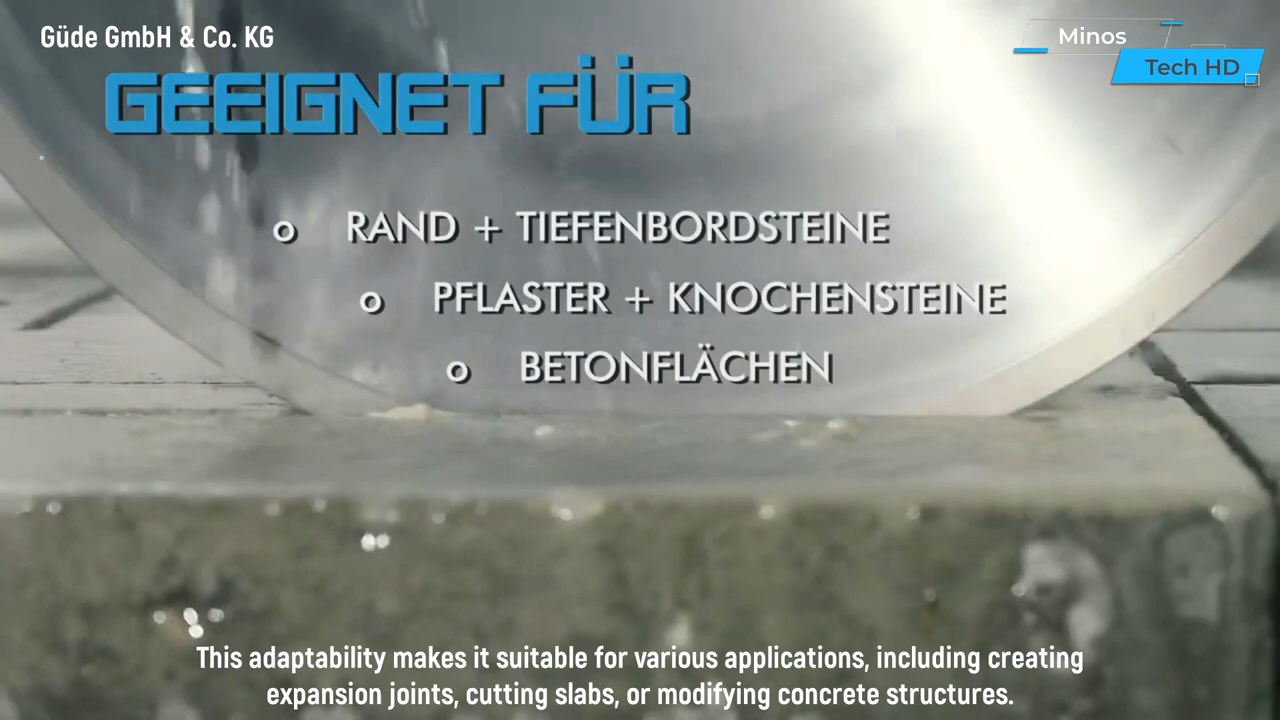 Güde GmbH & Co. KG
Minos
Tech HD
GEEIGNET FÜR
o RAND + TIEFENBORDSTEINE
o PFLASTER + KNOCHENSTEINE
o BETONFLÄCHEN
This adaptability makes it suitable for various applications, including creating
expansion joints, cutting slabs, or modifying concrete structures.